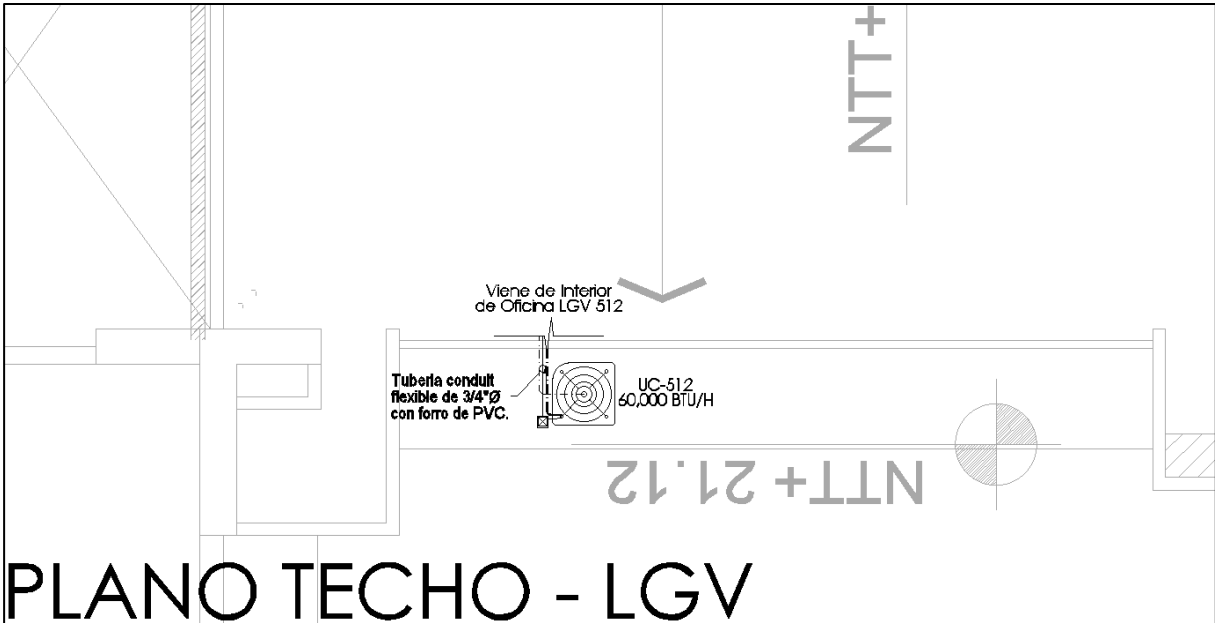 NTT+
Viene de Interior
de Oficina LGV 512
Tuberia conduit
flexible de 3/4"Ø
con forro de PVC.
UC-512
60,000 BTU/H
NTT+ 21.12
PLANO TECHO - LGV